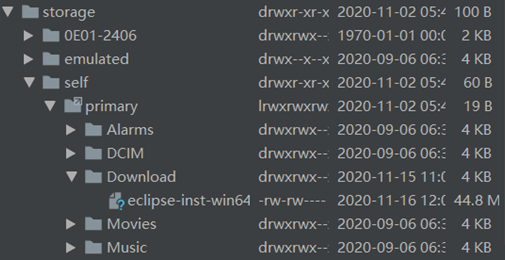 storage drwxr-xr-x 2020-11-02 05:4 100 B
0E01-2406 drwxrwx--: 1970-01-01 00:0 2 KB
emulated drwx--x--x 2020-09-06 06:3 4 KB
self drwxr-xr-x 2020-11-02 05:4 60 B
primary lrwxrwxrw 2020-11-02 05:4 19 B
Alarms drwxrwx--: 2020-09-06 06:3 4 KB
DCIM drwxrwx--: 2020-09-06 06:3 4 KB
Download drwxrwx--: 2020-11-15 11:0 4 KB
eclipse-inst-win64 -rw-rw---- 2020-11-16 12:0 44.8 M
Movies drwxrwx--: 2020-09-06 06:3 4 KB
Music drwxrwx--: 2020-09-06 06:3 4 KB